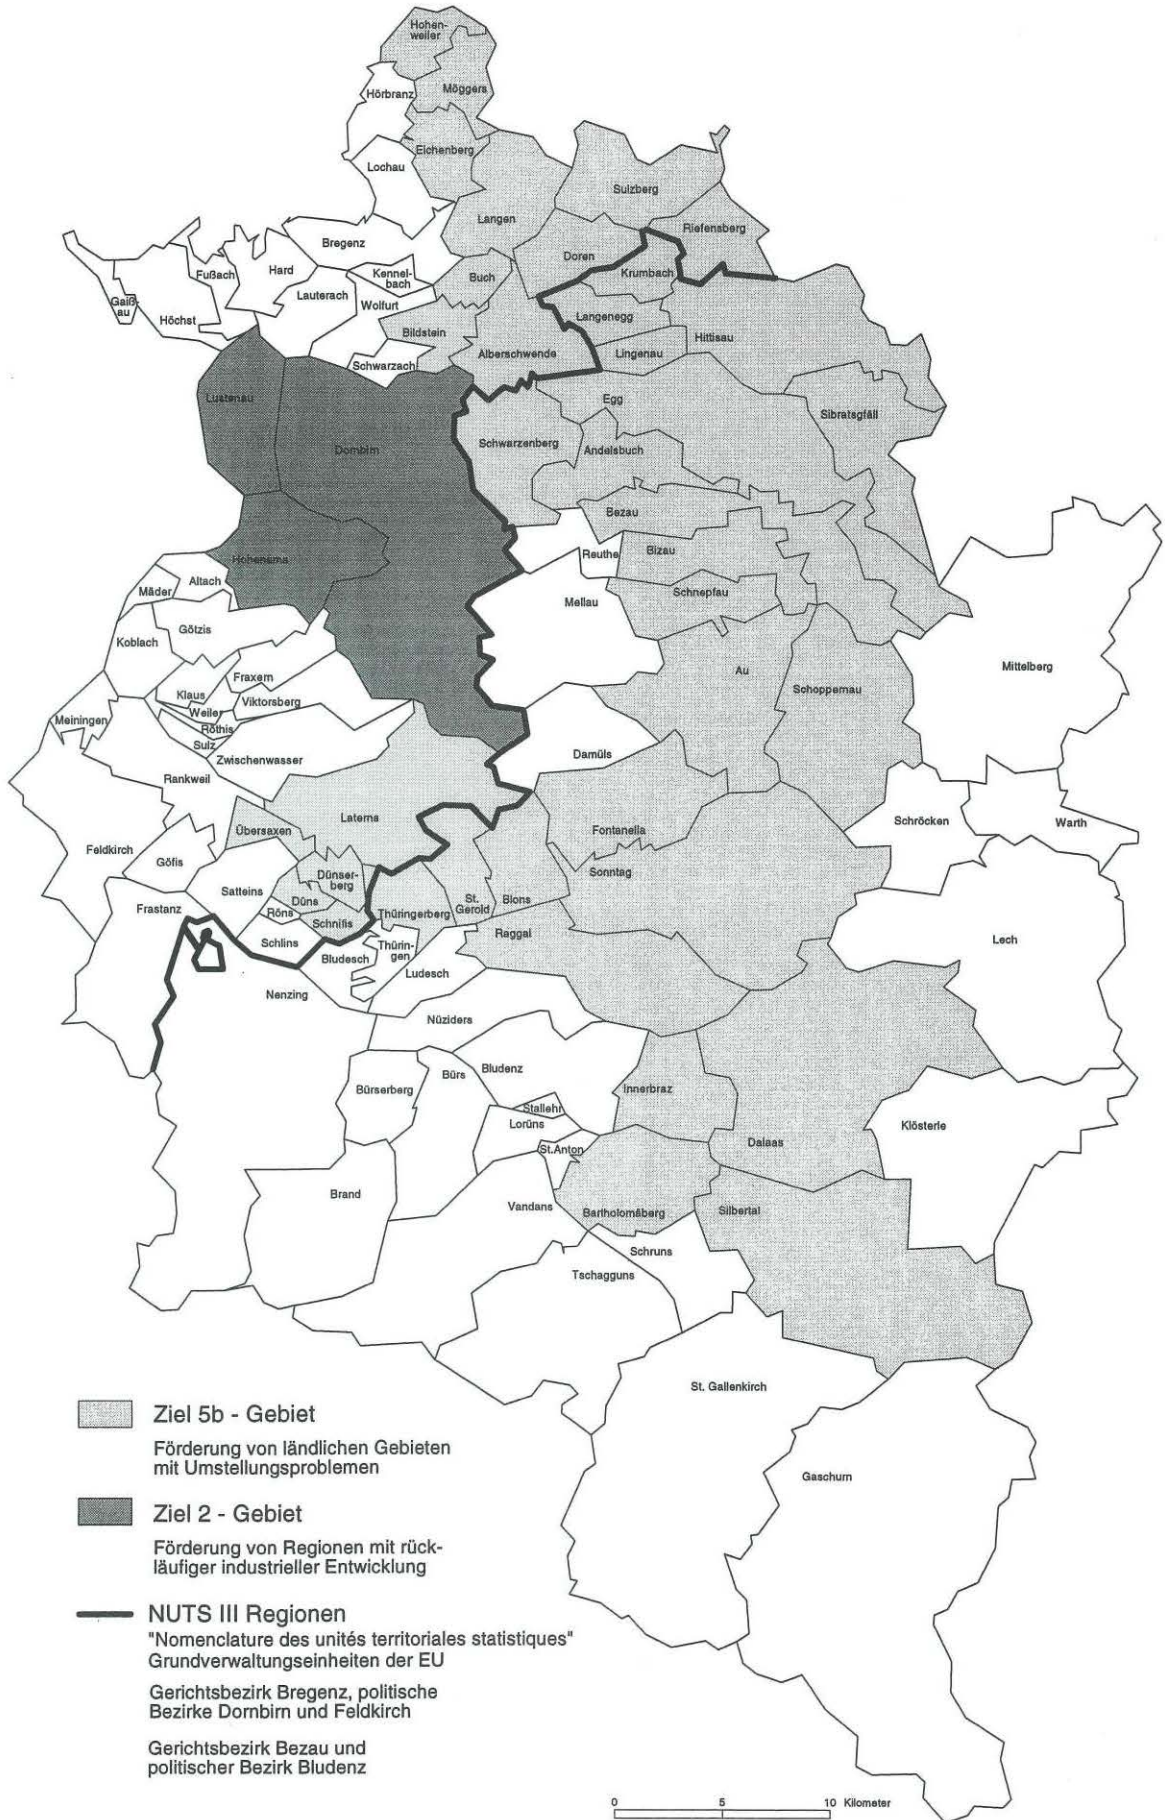 Hohen-
weiler
Hörbranz
Möggers
Eichenberg
Lochau
Sulzberg
Langen
Riefensberg
Bregenz
Doren
Krumbach
Fußach
Hard
Kennel-
bach
Buch
Gaiß-
au
Höchst
Lauterach
Wolfurt
Langenegg
Bildstein
Hittisau
Schwarzach
Alberschwende
Lingenau
Lustenau
Egg
Sibratsgfäll
Dornbirn
Schwarzenberg
Andelsbuch
Bezau
Reuthe
Bizau
Hohenems
Altach
Mäder
Mellau
Schnepfau
Götzis
Koblach
Mittelberg
Fraxern
Au
Klaus
Schoppernau
Viktorsberg
Weiler
Meiningen
Röthis
Sulz
Zwischenwasser
Damüls
Rankweil
Laterns
Schröcken
Warth
Übersaxen
Fontanella
Feldkirch
Göfis
Sonntag
Dünser-
berg
Satteins
Düns
St.
Gerold
Blons
Frastanz
Röns
Schnifis
Thüringerberg
Raggal
Schlins
Thürin-
gen
Lech
Bludesch
Ludesch
Nenzing
Nüziders
Bludenz
Bürs
Bürserberg
Innerbraz
Stallehr
Lorüns
Klösterle
Dalaas
St.Anton
Brand
Vandans
Bartholomäberg
Silbertal
Schruns
Tschagguns
St. Gallenkirch
Gaschurn
Ziel 5b - Gebiet
Förderung von ländlichen Gebieten
mit Umstellungsproblemen
Ziel 2 - Gebiet
Förderung von Regionen mit rück-
läufiger industrieller Entwicklung
NUTS III Regionen
"Nomenclature des unités territoriales statistiques"
Grundverwaltungseinheiten der EU
Gerichtsbezirk Bregenz, politische
Bezirke Dornbirn und Feldkirch
Gerichtsbezirk Bezau und
politischer Bezirk Bludenz
0 5 10 Kilometer